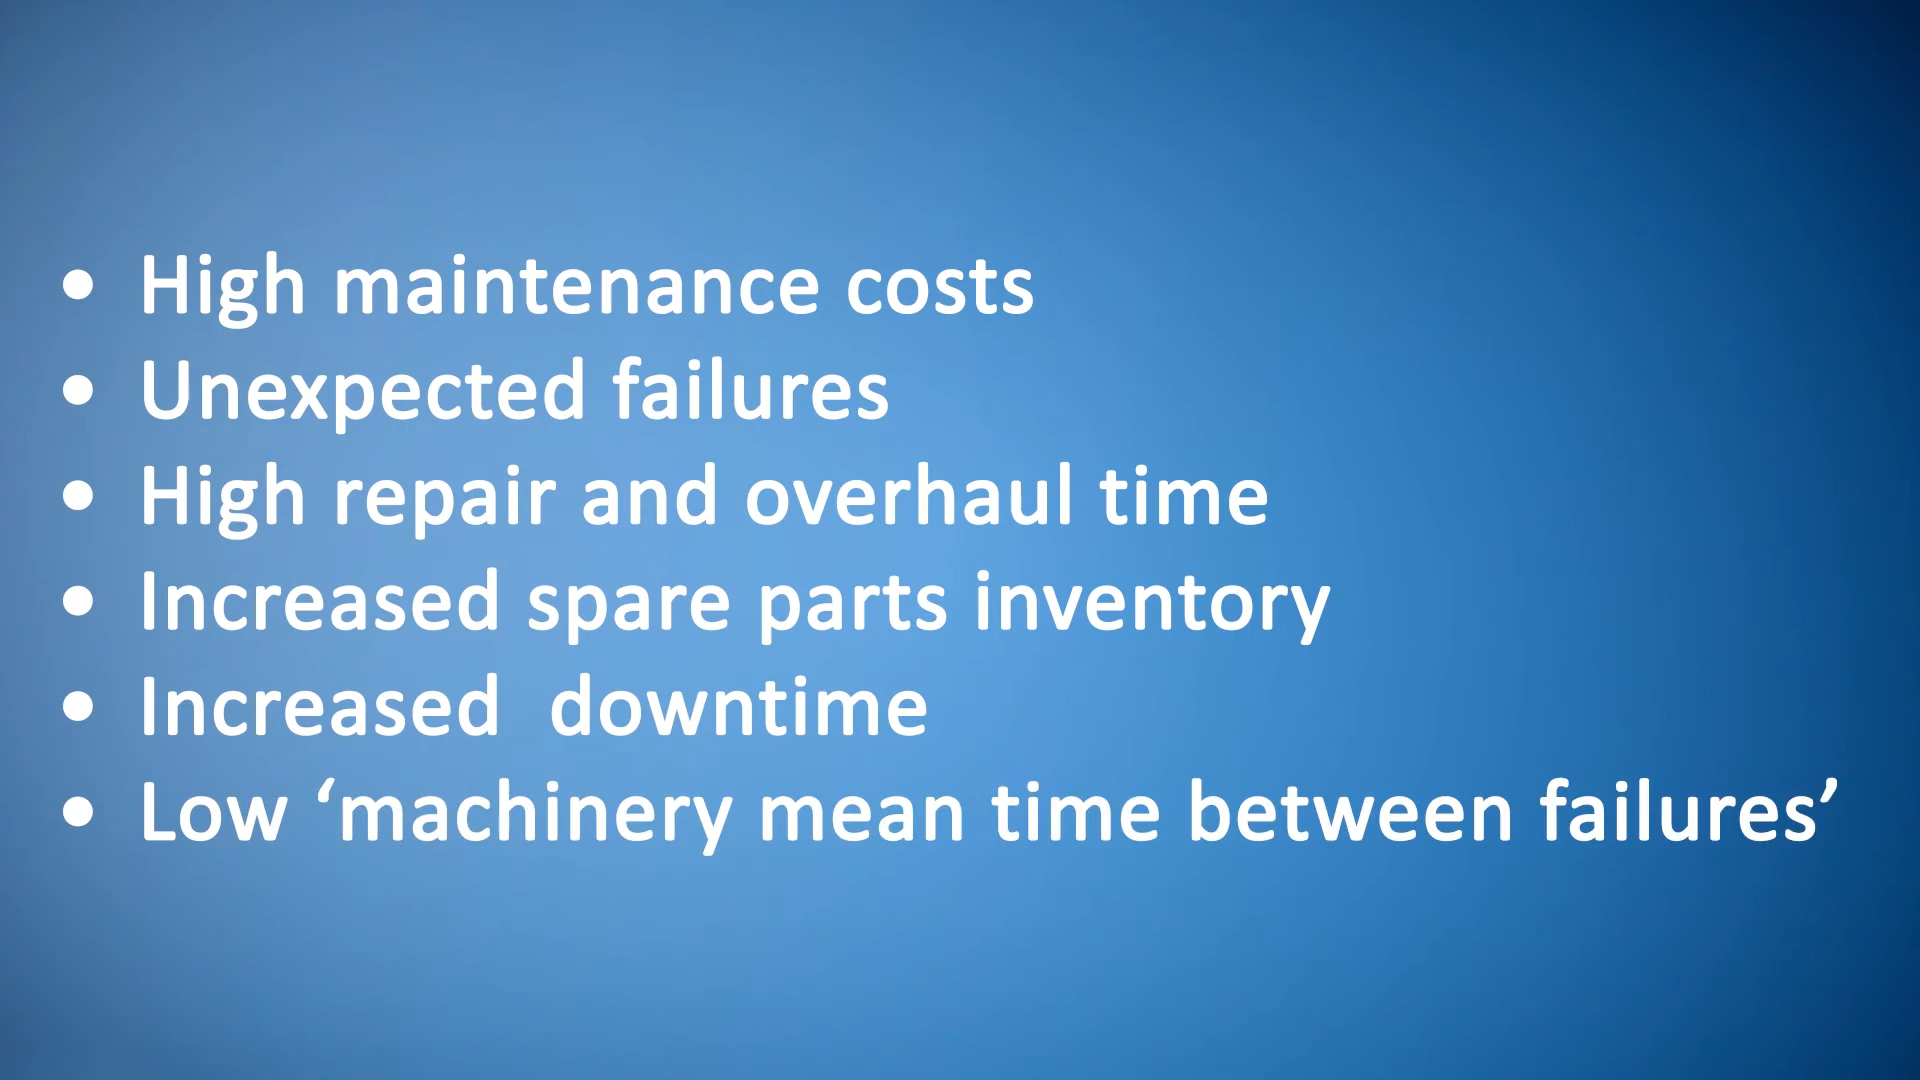 • High maintenance costs
• Unexpected failures
• High repair and overhaul time
• Increased spare parts inventory
• Increased  downtime
• Low ‘machinery mean time between failures’